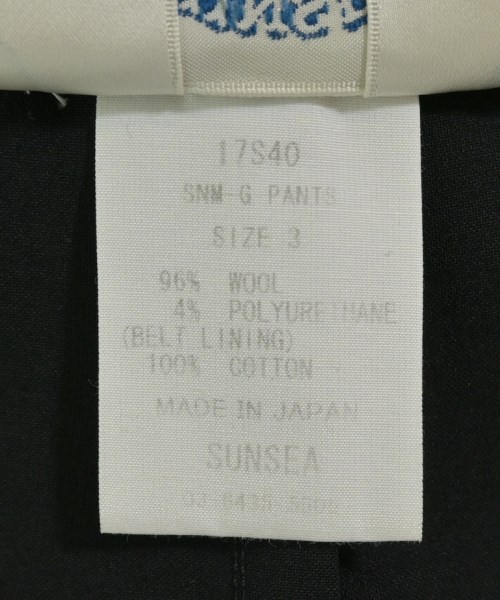 17S40
SNM-G PANTS
SIZE 3
96% WOOL
4% POLYURETHANE
(BELT LINING)
100% COTTON
MADE IN JAPAN
SUNSEA